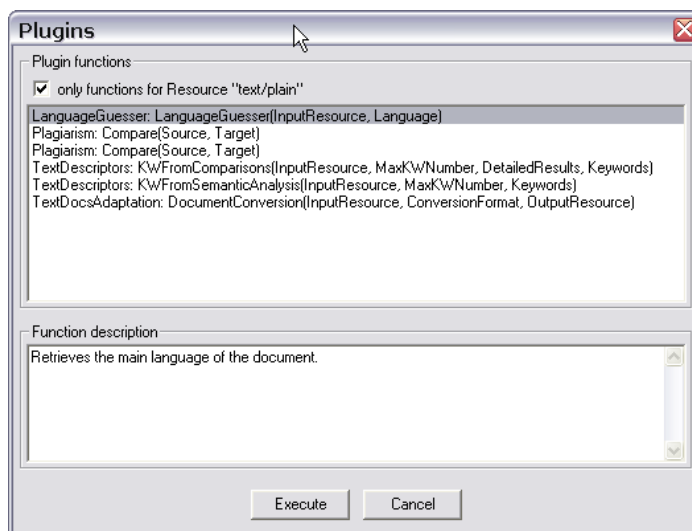 Plugins
Plugin functions
only functions for Resource "text/plain"
LanguageGuesser: LanguageGuesser(InputResource, Language)
Plagiarism: Compare(Source, Target)
Plagiarism: Compare(Source, Target)
TextDescriptors: KWFromComparisons(InputResource, MaxKWNumber, DetailedResults, Keywords)
TextDescriptors: KWFromSemanticAnalysis(InputResource, MaxKWNumber, Keywords)
TextDocsAdaptation: DocumentConversion(InputResource, ConversionFormat, OutputResource)
Function description
Retrieves the main language of the document.
Execute Cancel